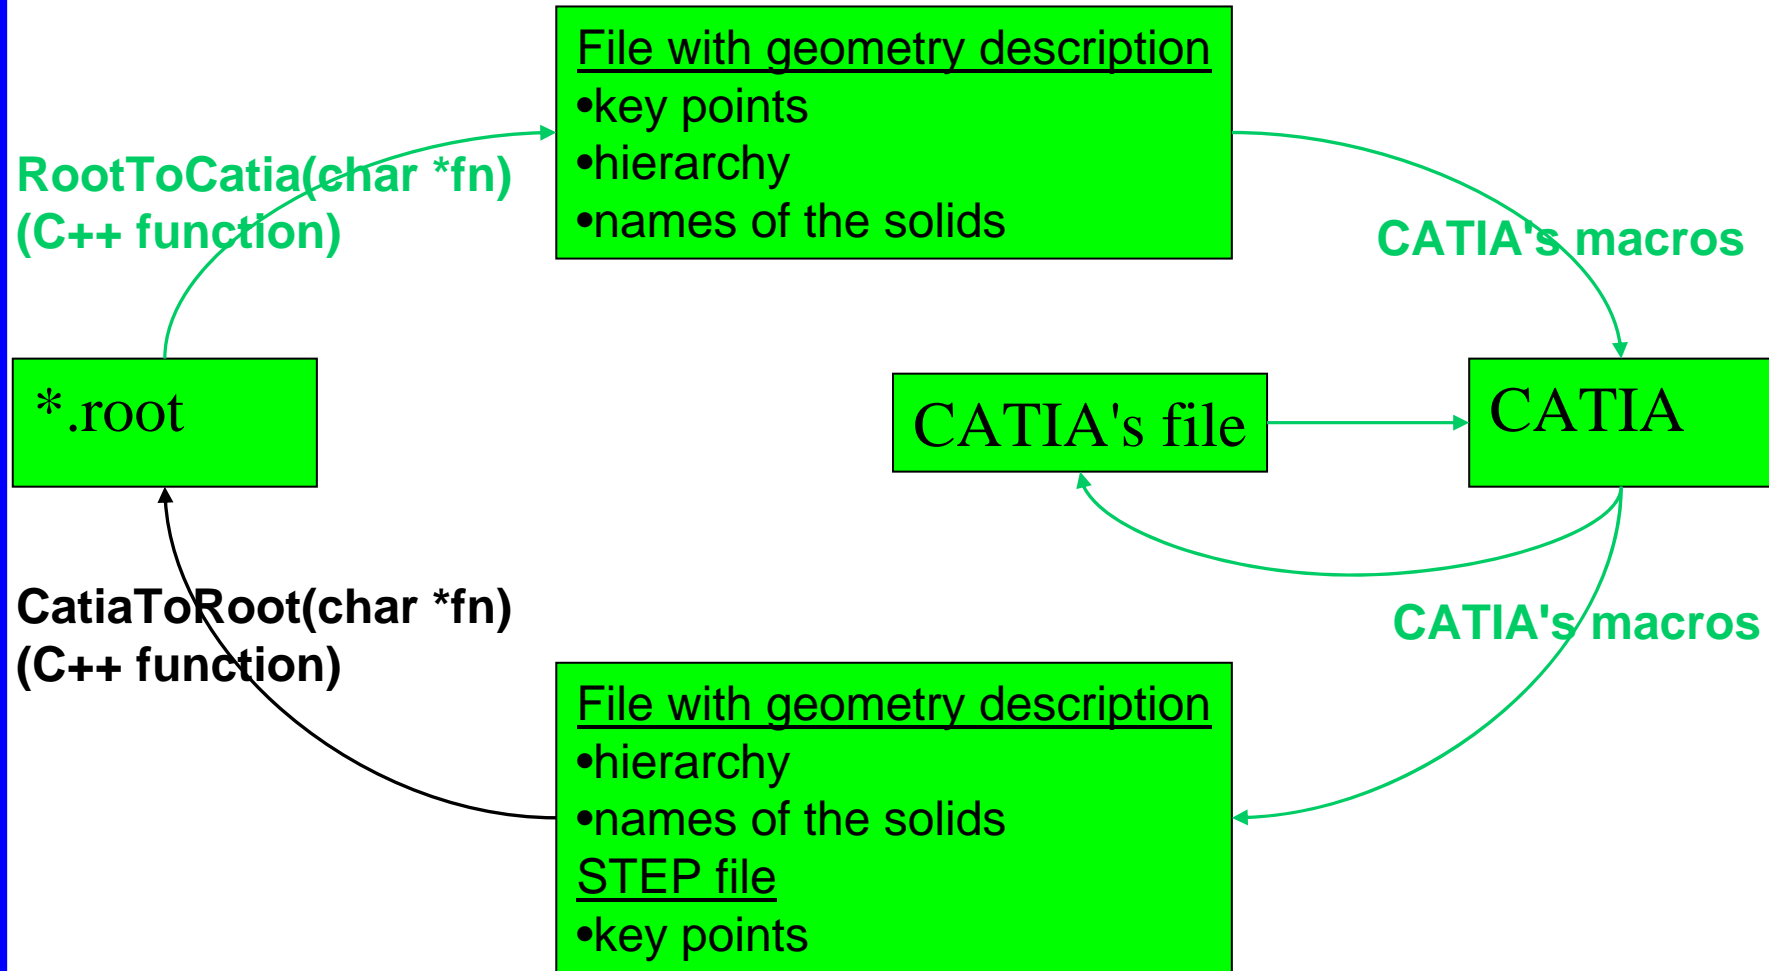 File with geometry description
•key points
•hierarchy
•names of the solids
RootToCatia(char *fn)
(C++ function)
CATIA's macros
*.root
CATIA's file
CATIA
CatiaToRoot(char *fn)
(C++ function)
CATIA's macros
File with geometry description
•hierarchy
•names of the solids
STEP file
•key points